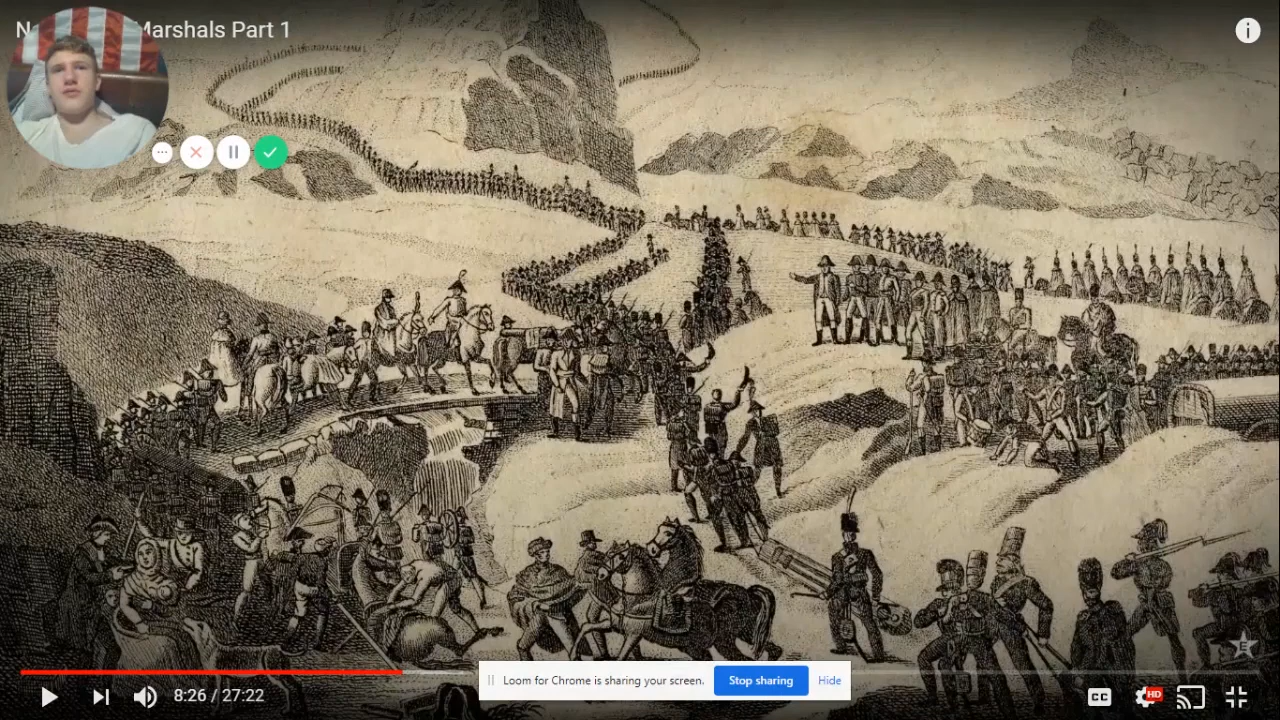 N Marshals Part 1
Loom for Chrome is sharing your screen. Stop sharing Hide
8:26 / 27:22
CC HD
E